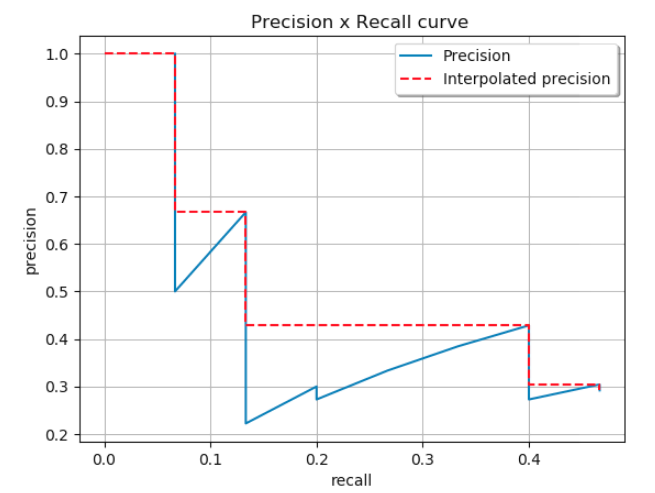 Precision x Recall curve
Precision
Interpolated precision
1.0
0.9
0.8
0.7
0.6
0.5
0.4
0.3
0.2
precision
0.0 0.1 0.2 0.3 0.4
recall